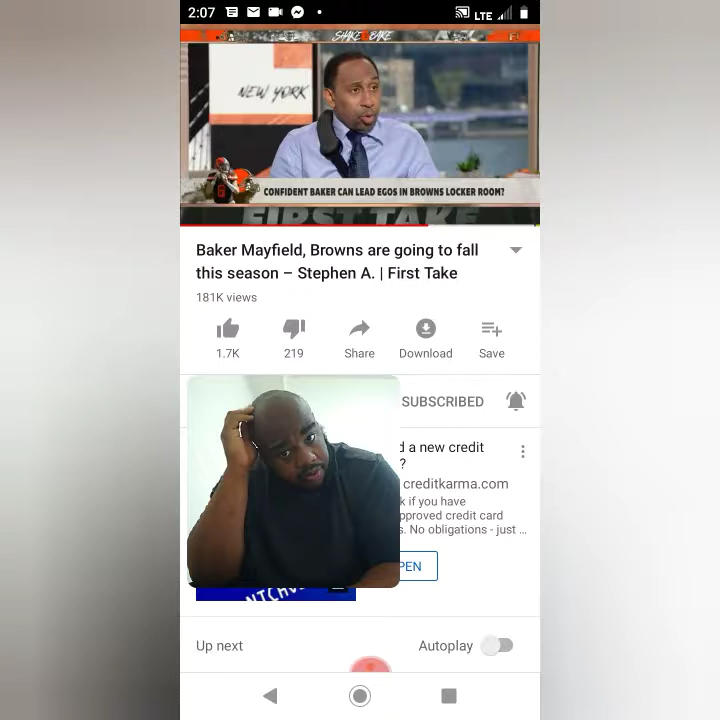 2:07
LTE
SHAKE N BAKE
NEW YORK
CONFIDENT BAKER CAN LEAD EGOS IN BROWNS LOCKER ROOM?
FIRST TAKE
Baker Mayfield, Browns are going to fall
this season – Stephen A. | First Take
181K views
1.7K
219
Share
Download
Save
SUBSCRIBED
d a new credit
?
creditkarma.com
k if you have
pproved credit card
s. No obligations - just ...
PEN
Up next
Autoplay